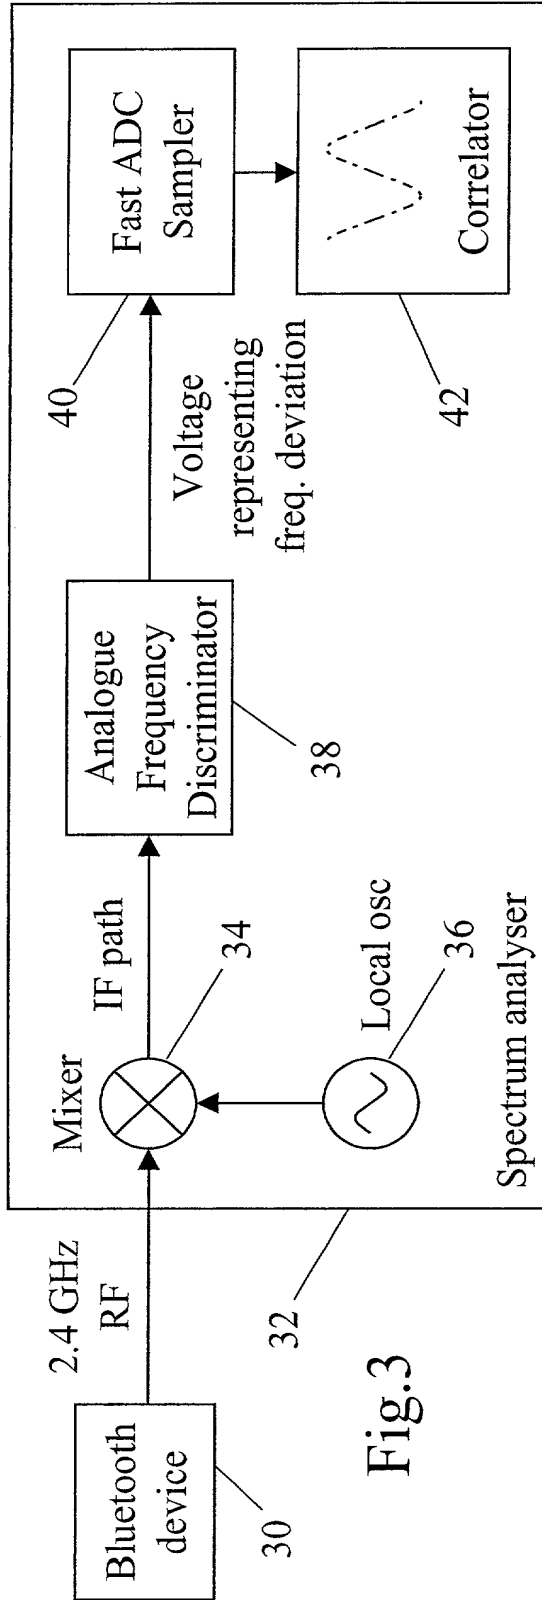 Bluetooth
device
30
2.4 GHz
RF
32
Mixer
34
IF path
Local osc
36
Spectrum analyser
Analogue
Frequency
Discriminator
38
Voltage
representing
freq. deviation
40
Fast ADC
Sampler
Correlator
42
Fig.3